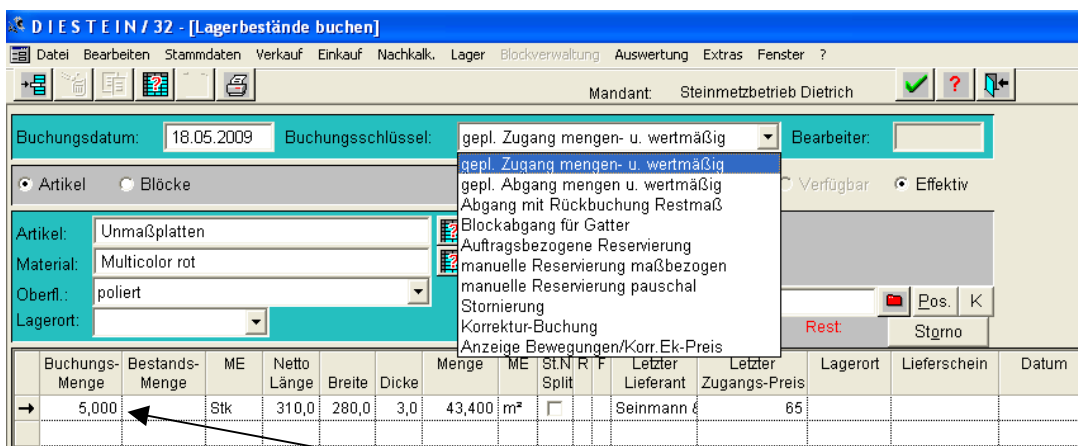 D I E S T E I N / 32 - [Lagerbestände buchen]
Datei Bearbeiten Stammdaten Verkauf Einkauf Nachkalk. Lager Blockverwaltung Auswertung Extras Fenster ?
Mandant: Steinmetzbetrieb Dietrich
Buchungsdatum: 18.05.2009 Buchungsschlüssel: gepl. Zugang mengen- u. wertmäßig Bearbeiter:
gepl. Zugang mengen- u. wertmäßig
gepl. Abgang mengen u. wertmäßig
Abgang mit Rückbuchung Restmaß
Blockabgang für Gatter
Auftragsbezogene Reservierung
manuelle Reservierung maßbezogen
manuelle Reservierung pauschal
Stornierung
Korrektur-Buchung
Anzeige Bewegungen/Korr.Ek-Preis
Artikel Blöcke Verfügbar Effektiv
Artikel: Unmaßplatten
Material: Multicolor rot
Oberfl.: poliert
Pos. K
Lagerort: Rest: Storno
Buchungs- Bestands- ME Netto Menge ME St.N R F Letzter Letzter Lagerort Lieferschein Datum
Menge Menge Länge Breite Dicke Split Lieferant Zugangs-Preis
5,000 Stk 310,0 280,0 3,0 43,400 m² Seinmann & 65